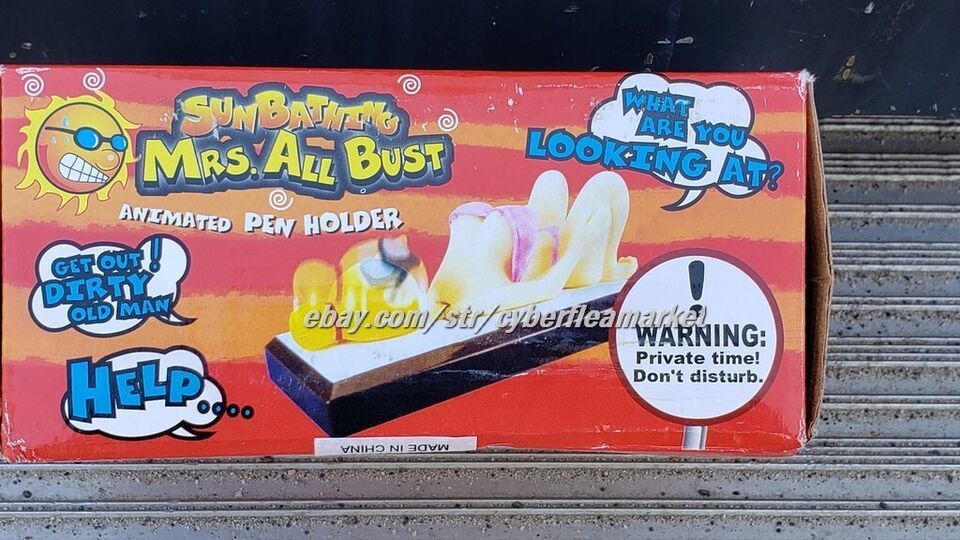 SUNBATHING
MRS. ALL BUST
ANIMATED PEN HOLDER
WHAT
ARE YOU
LOOKING AT?
GET OUT!
DIRTY
OLD MAN
HELP....
ebay.com/str/cyberfleamarket
!
WARNING:
Private time!
Don't disturb.
MADE IN CHINA